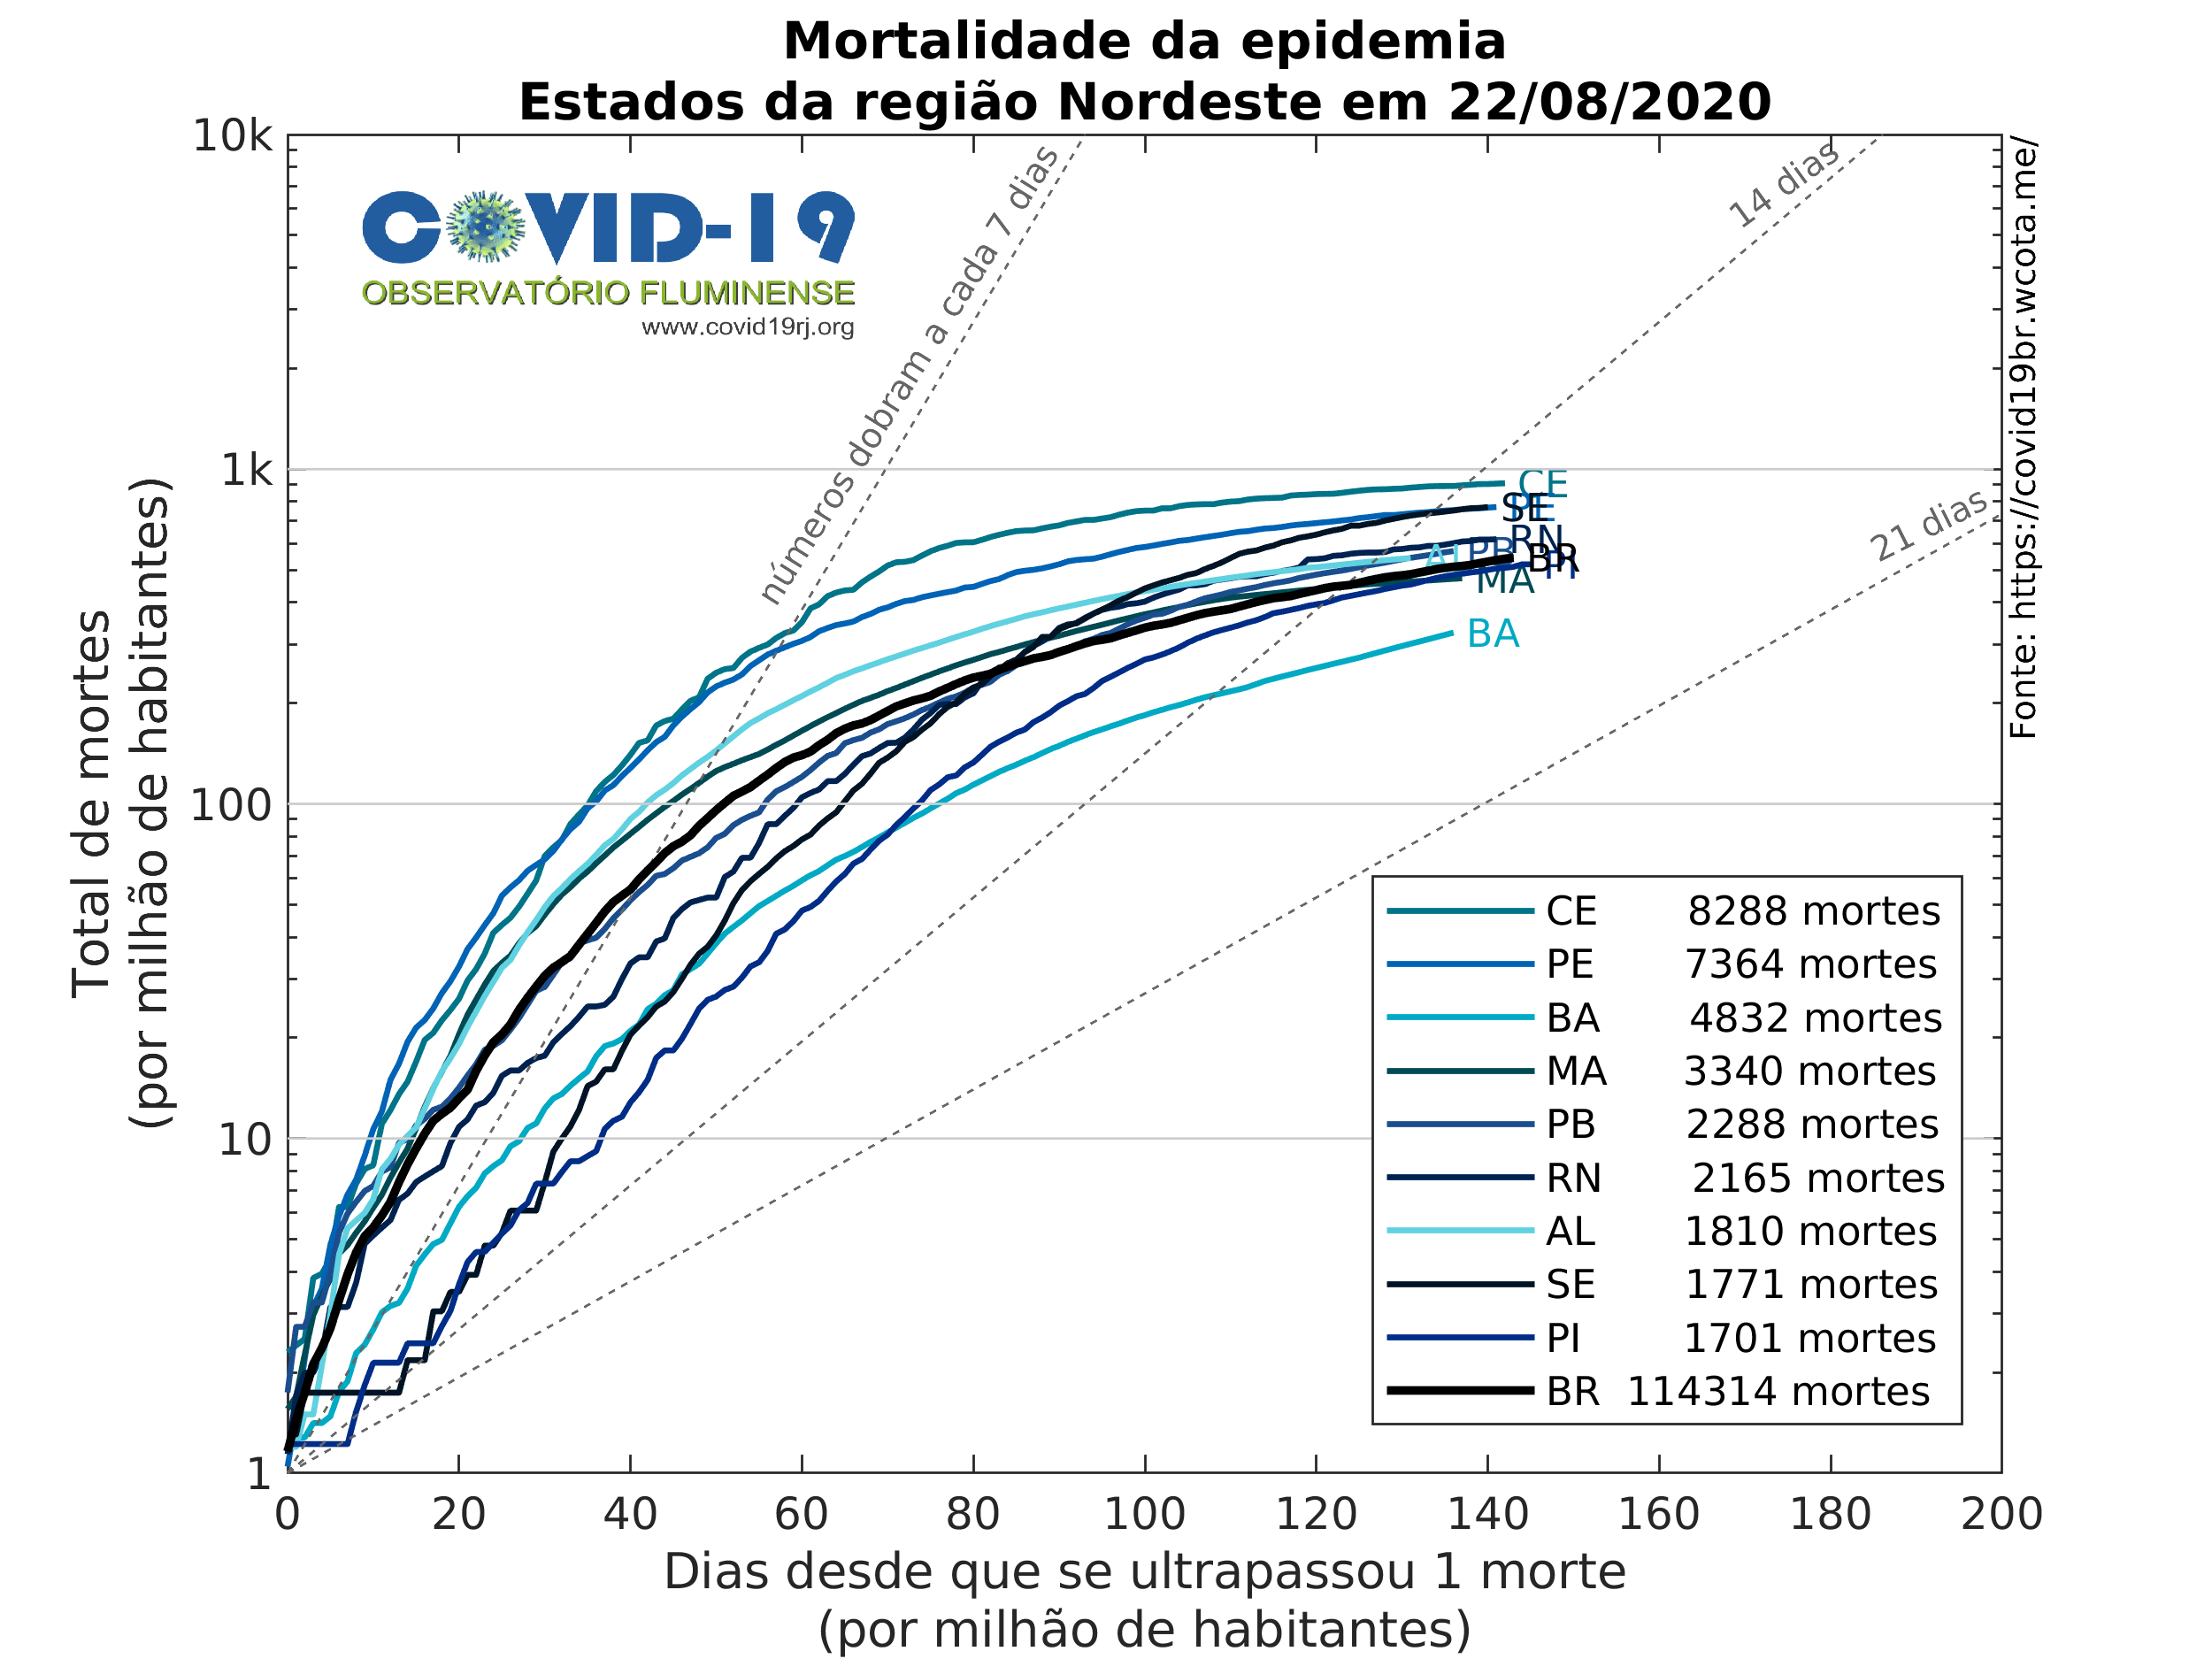 Mortalidade da epidemia
Estados da região Nordeste em 22/08/2020
COVID-19
OBSERVATÓRIO FLUMINENSE
www.covid19rj.org
números dobram a cada 7 dias
14 dias
21 dias
Fonte: https://covid19br.wcota.me/
Total de mortes
(por milhão de habitantes)
10k
1k
100
10
1
CE
PE
SE
RN
PB
AL
BR
PI
MA
BA
CE 8288 mortes
PE 7364 mortes
BA 4832 mortes
MA 3340 mortes
PB 2288 mortes
RN 2165 mortes
AL 1810 mortes
SE 1771 mortes
PI 1701 mortes
BR 114314 mortes
0 20 40 60 80 100 120 140 160 180 200
Dias desde que se ultrapassou 1 morte
(por milhão de habitantes)